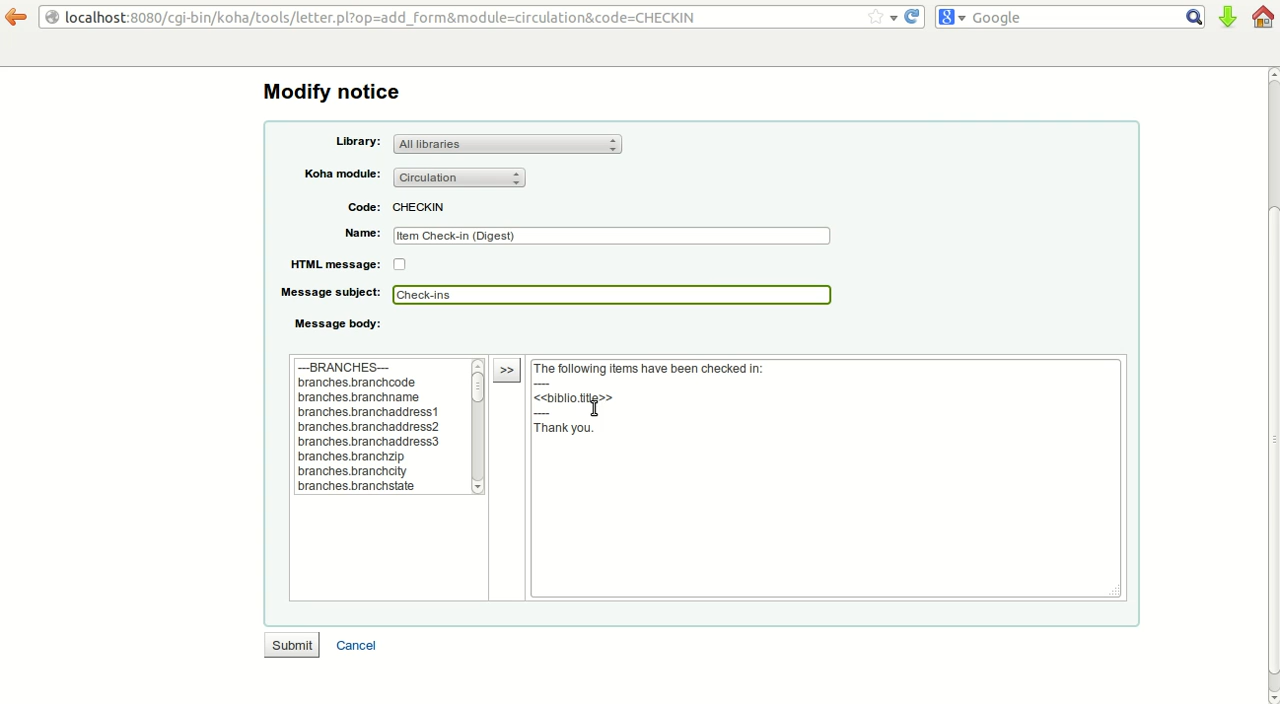 localhost:8080/cgi-bin/koha/tools/letter.pl?op=add_form&module=circulation&code=CHECKIN
8 Google
Modify notice
Library: All libraries
Koha module: Circulation
Code: CHECKIN
Name: Item Check-in (Digest)
HTML message:
Message subject: Check-ins
Message body:
---BRANCHES---
branches.branchcode
branches.branchname
branches.branchaddress1
branches.branchaddress2
branches.branchaddress3
branches.branchzip
branches.branchcity
branches.branchstate
>>
The following items have been checked in:
----
<<biblio.title>>
----
Thank you.
Submit Cancel